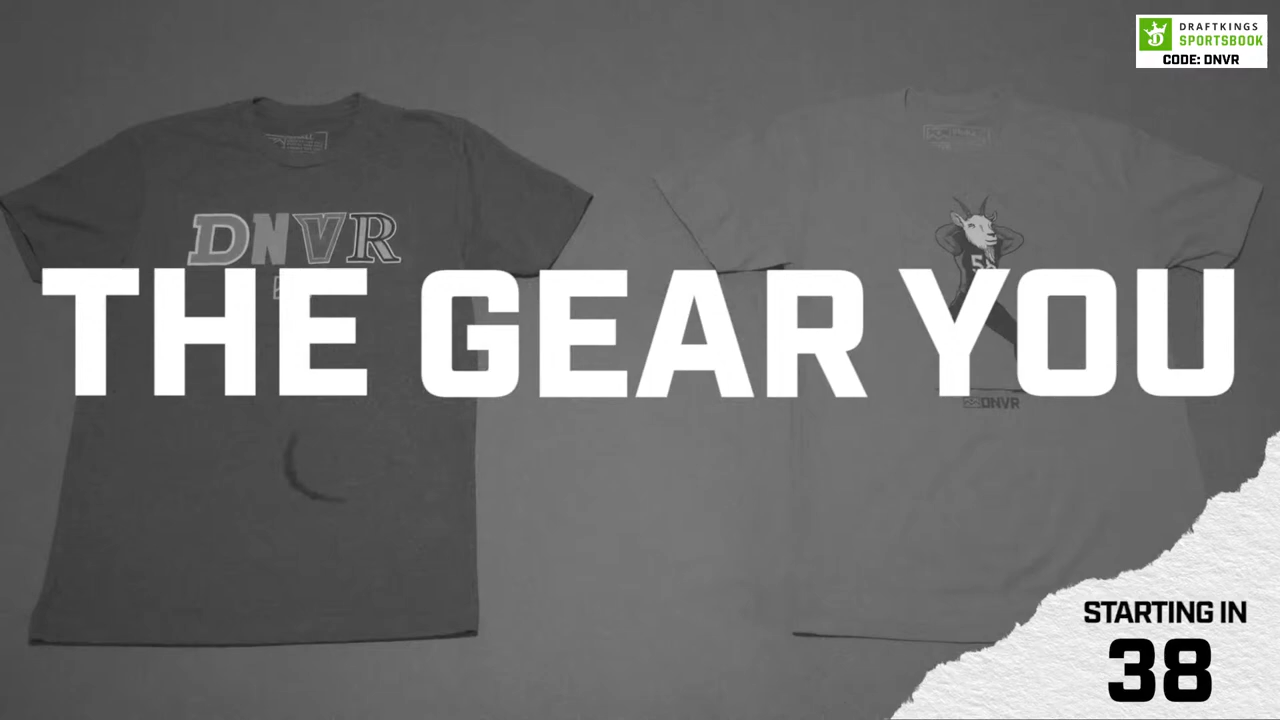 DRAFTKINGS
SPORTSBOOK
CODE: DNVR
DNVR
THE GEAR YOU
DNVR
STARTING IN
38